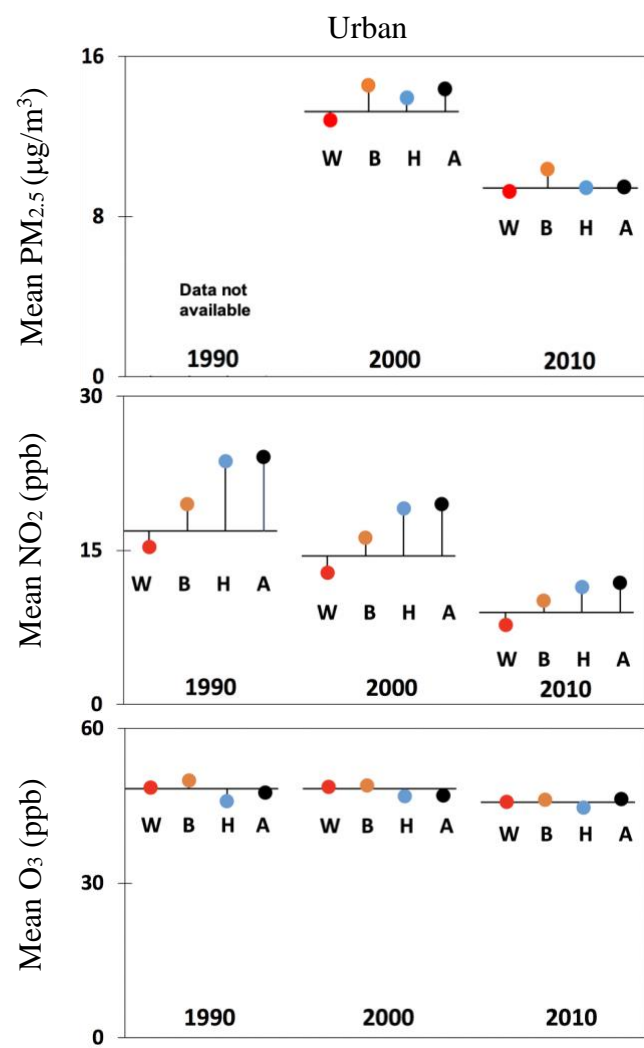 Urban
Mean PM2.5 (μg/m³)
16
8
0
W B H A
W B H A
Data not
available
1990 2000 2010
Mean NO2 (ppb)
30
15
0
W B H A
W B H A
W B H A
1990 2000 2010
Mean O3 (ppb)
60
30
0
W B H A
W B H A
W B H A
1990 2000 2010